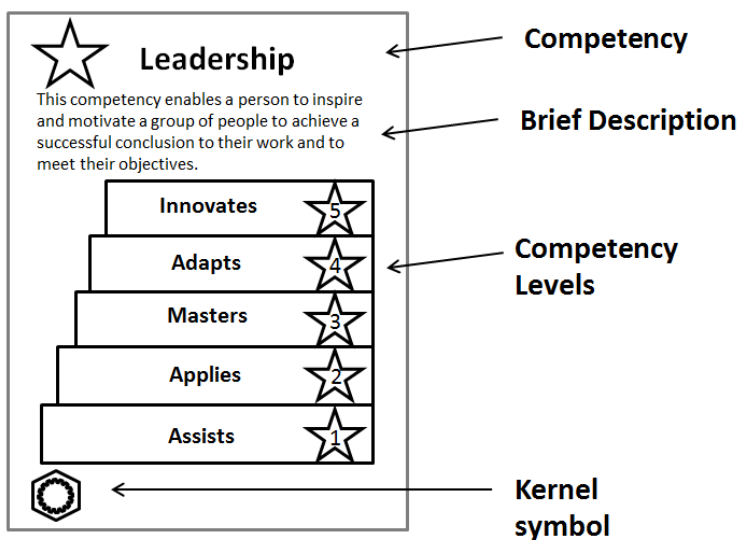 Leadership
Competency
This competency enables a person to inspire
and motivate a group of people to achieve a
successful conclusion to their work and to
meet their objectives.
Brief Description
Innovates 5
Adapts 4
Masters 3
Applies 2
Assists 1
Competency
Levels
Kernel
symbol